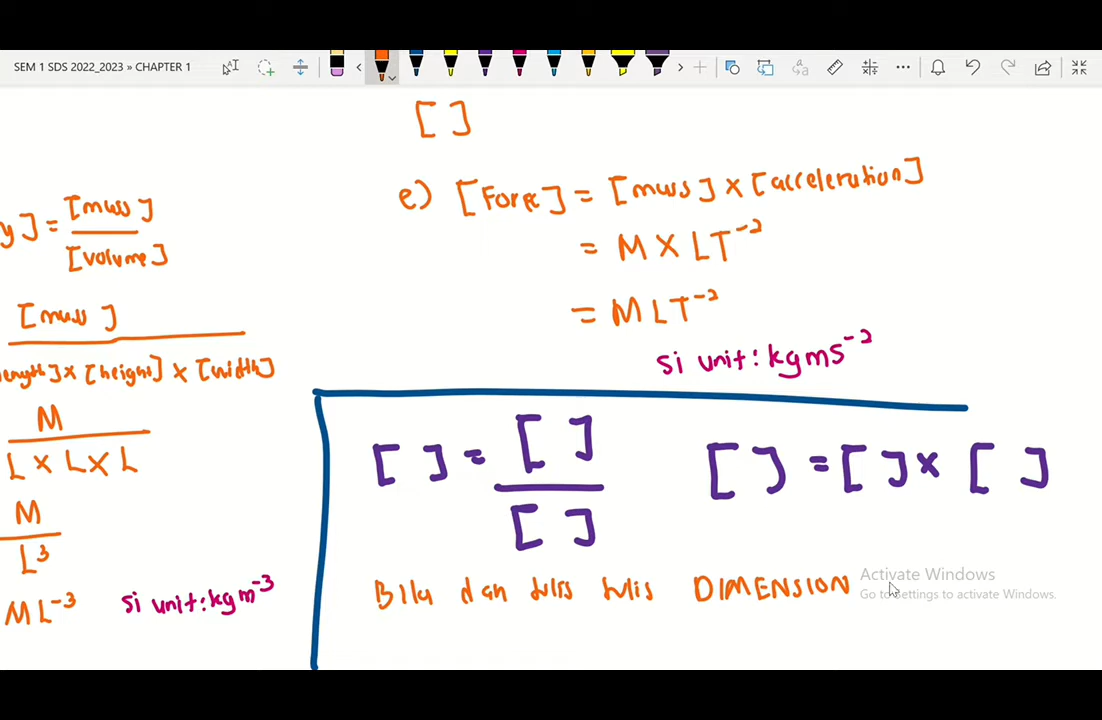 SEM 1 SDS 2022_2023 » CHAPTER 1
[ ]
e) [Force] = [mass] × [acceleration]
= M × LT⁻²
= MLT⁻²
si unit: kgms⁻²
y] = [mass]
[volume]
[mass]
ength] × [height] × [width]
M
L × L × L
M
L³
ML⁻³ si unit: kgm⁻³
[ ] = [ ]
[ ]
[ ] = [ ] × [ ]
Bila dah tulis tulis DIMENSION
Activate Windows
Go to Settings to activate Windows.